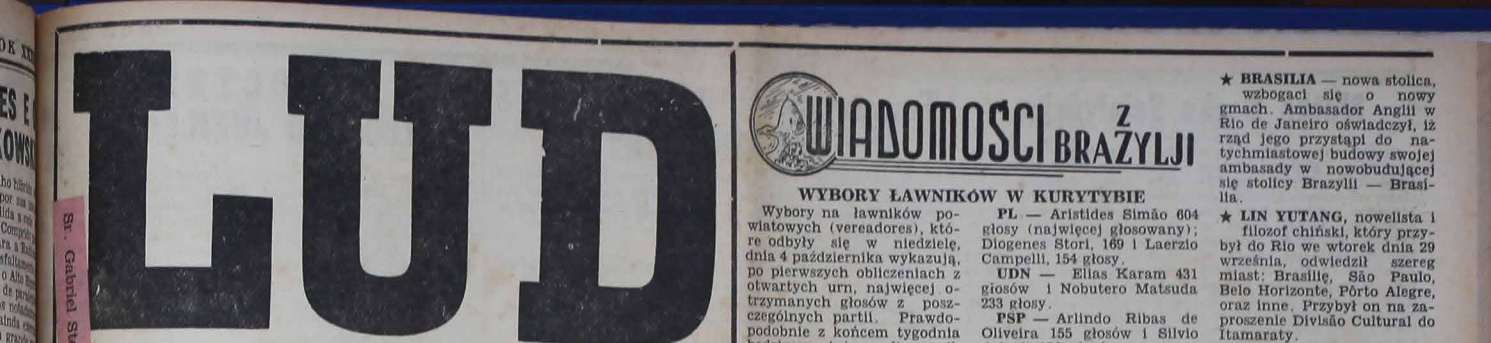 LUD
WIADOMOŚCI Z BRAZYLJI
WYBORY ŁAWNIKÓW W KURYTYBIE
Wybory na ławników po-
wiatowych (vereadores), któ-
re odbyły się w niedzielę,
dnia 4 października wykazują,
po pierwszych obliczeniach z
otwartych urn, najwięcej o-
trzymanych głosów z posz-
czególnych partii. Prawdo-
podobnie z końcem tygodnia
PL — Aristides Simão 604
głosy (najwięcej głosowany);
Diogenes Stori, 169 i Laerzio
Campelli, 154 głosy.
UDN — Elias Karam 431
głosów i Nobutero Matsuda
233 głosy.
PSP — Arlindo Ribas de
Oliveira 155 głosów i Silvio
★ BRASILIA — nowa stolica,
wzbogaci się o nowy
gmach. Ambasador Anglii w
Rio de Janeiro oświadczył, iż
rząd jego przystąpi do na-
tychmiastowej budowy swojej
ambasady w nowobudującej
się stolicy Brazylii — Brasi-
lia.
★ LIN YUTANG, nowelista i
filozof chiński, który przy-
był do Rio we wtorek dnia 29
września, odwiedził szereg
miast: Brasilię, São Paulo,
Belo Horizonte, Pôrto Alegre,
oraz inne. Przybył on na za-
proszenie Divisão Cultural do
Itamaraty.
Sr. Gabriel